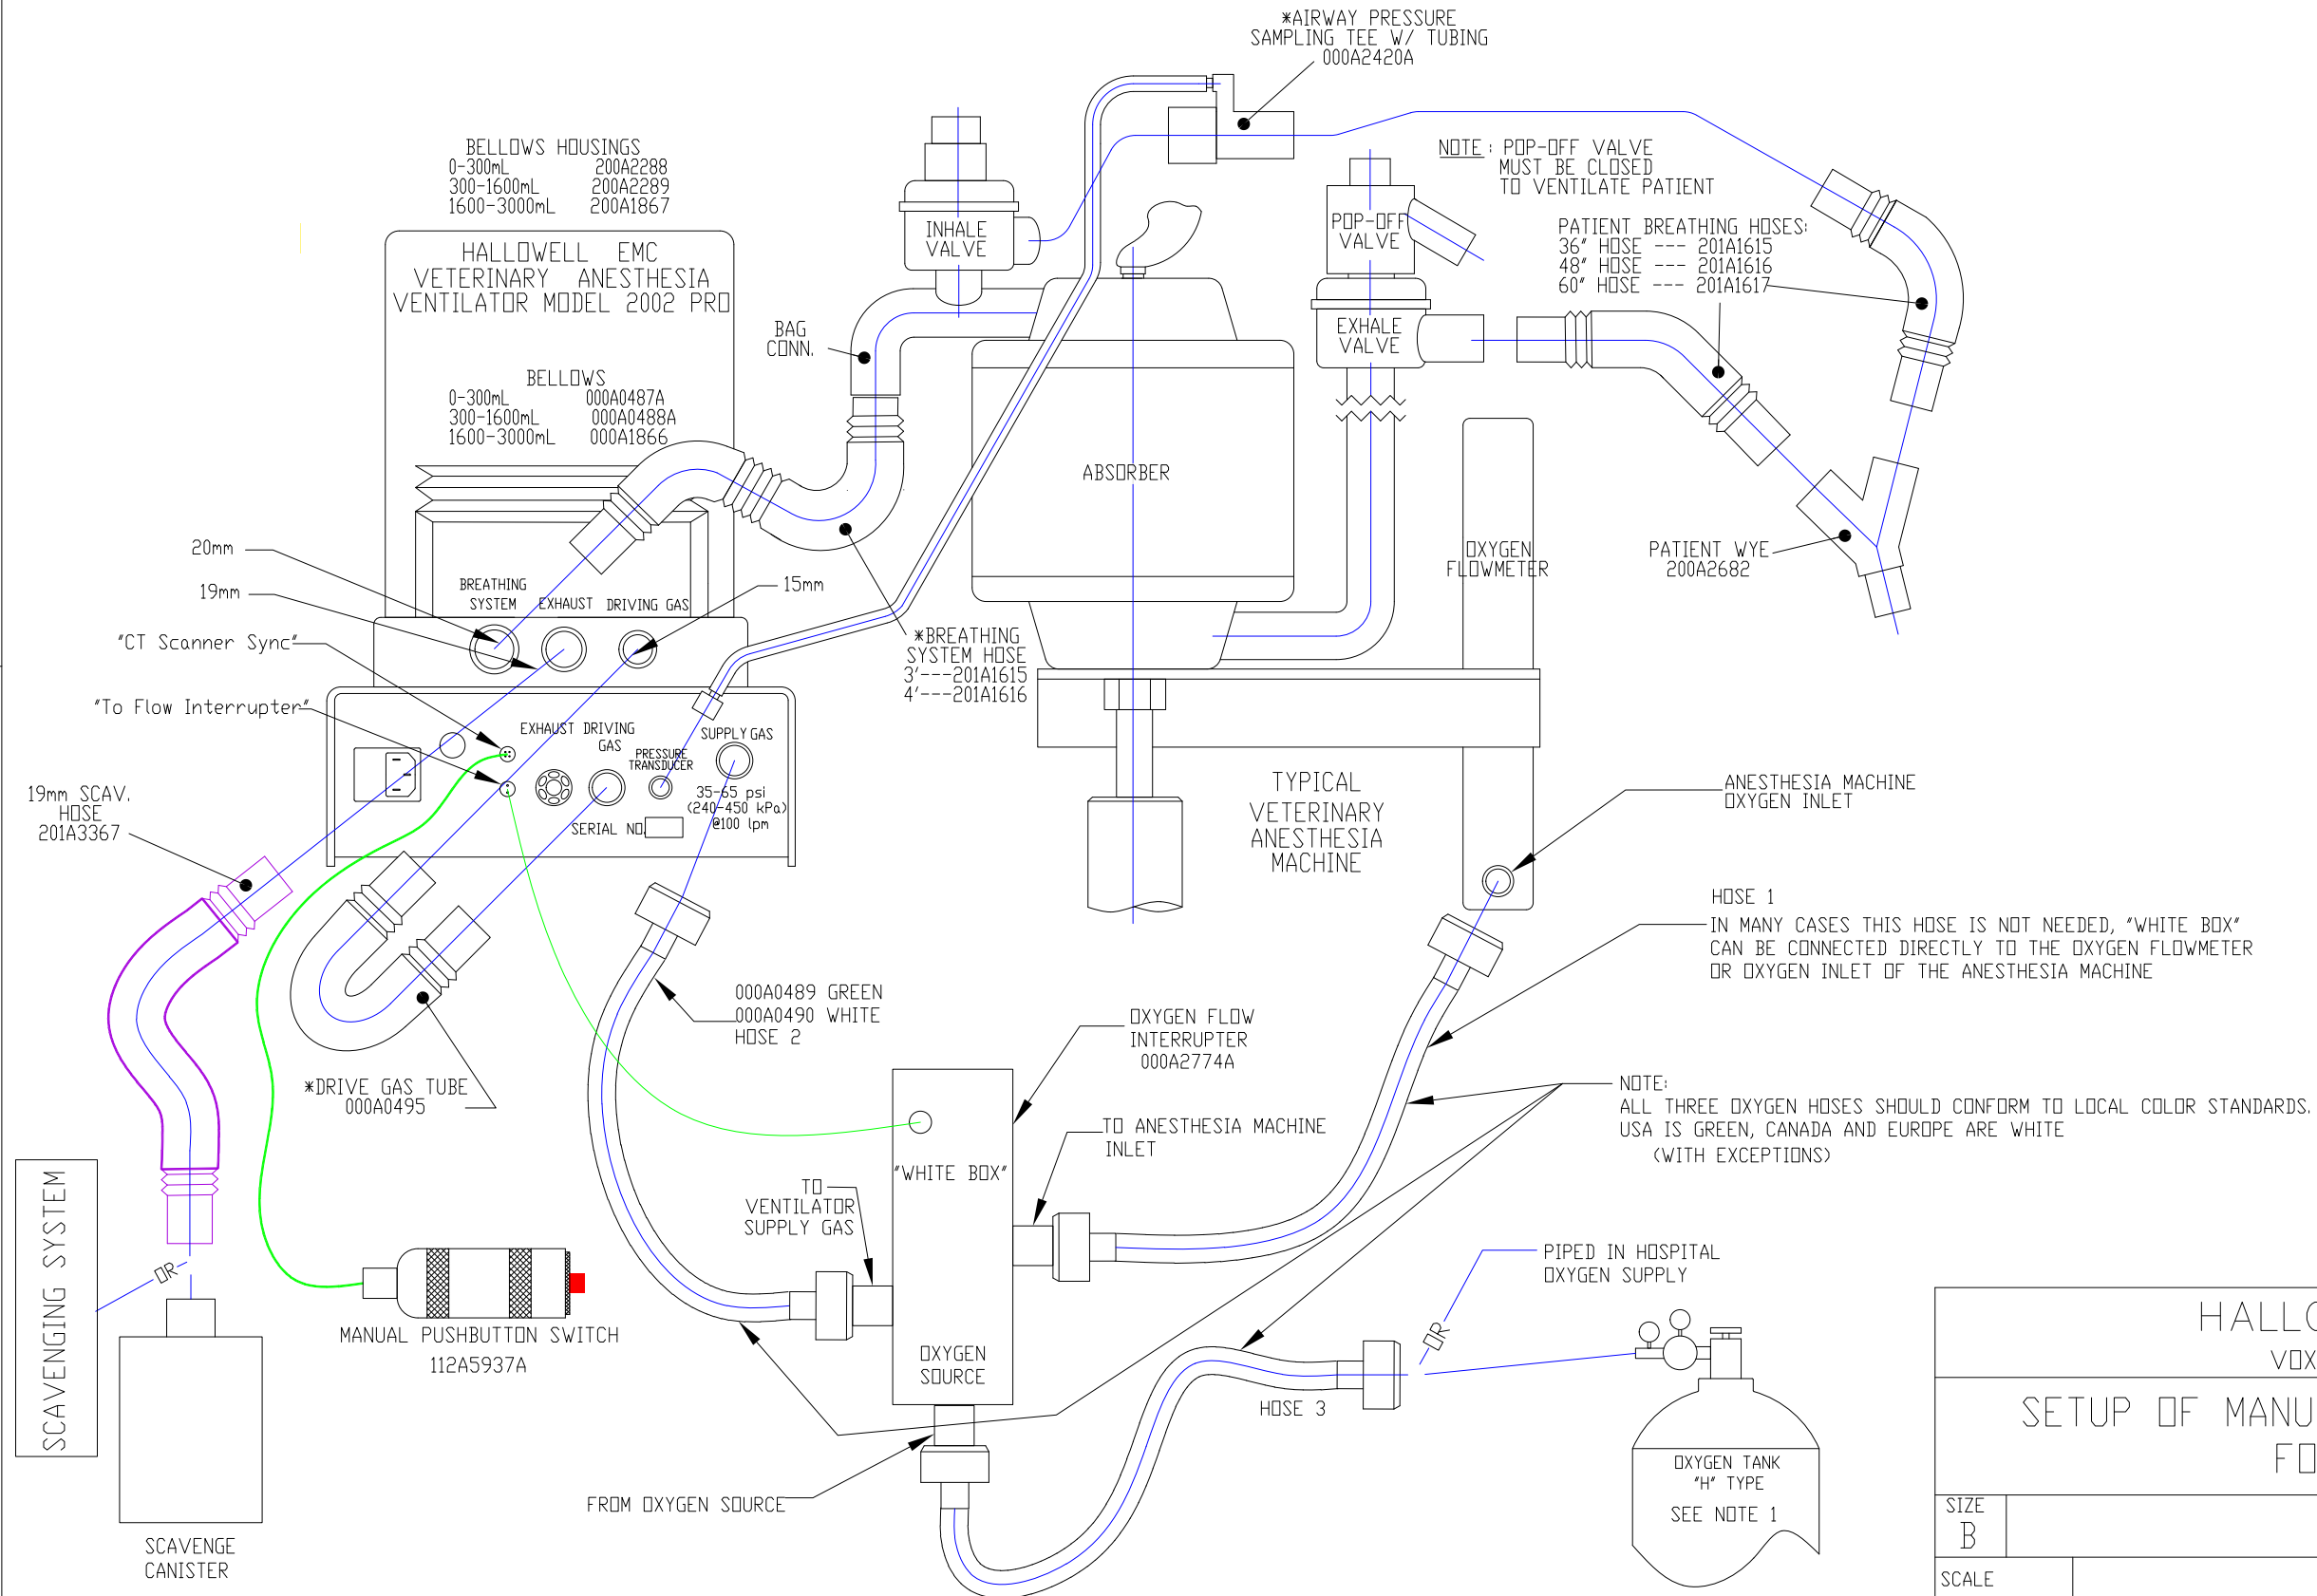 *AIRWAY PRESSURE
SAMPLING TEE W/ TUBING
000A2420A
BELLOWS HOUSINGS
0-300mL 200A2288
300-1600mL 200A2289
1600-3000mL 200A1867
HALLOWELL EMC
VETERINARY ANESTHESIA
VENTILATOR MODEL 2002 PRO
BELLOWS
0-300mL 000A0487A
300-1600mL 000A0488A
1600-3000mL 000A1866
INHALE
VALVE
BAG
CONN.
NOTE: POP-OFF VALVE
MUST BE CLOSED
TO VENTILATE PATIENT
POP-OFF
VALVE
EXHALE
VALVE
PATIENT BREATHING HOSES:
36" HOSE --- 201A1615
48" HOSE --- 201A1616
60" HOSE --- 201A1617
ABSORBER
OXYGEN
FLOWMETER
PATIENT WYE
200A2682
20mm
19mm
15mm
BREATHING
SYSTEM
EXHAUST
DRIVING GAS
"CT Scanner Sync"
"To Flow Interrupter"
*BREATHING
SYSTEM HOSE
3'---201A1615
4'---201A1616
EXHAUST
DRIVING
GAS
PRESSURE
TRANSDUCER
SUPPLY GAS
35-65 psi
(240-450 kPa)
@100 lpm
SERIAL NO.
19mm SCAV.
HOSE
201A3367
TYPICAL
VETERINARY
ANESTHESIA
MACHINE
ANESTHESIA MACHINE
OXYGEN INLET
HOSE 1
IN MANY CASES THIS HOSE IS NOT NEEDED, "WHITE BOX"
CAN BE CONNECTED DIRECTLY TO THE OXYGEN FLOWMETER
OR OXYGEN INLET OF THE ANESTHESIA MACHINE
000A0489 GREEN
000A0490 WHITE
HOSE 2
OXYGEN FLOW
INTERRUPTER
000A2774A
*DRIVE GAS TUBE
000A0495
NOTE:
ALL THREE OXYGEN HOSES SHOULD CONFORM TO LOCAL COLOR STANDARDS.
USA IS GREEN, CANADA AND EUROPE ARE WHITE
(WITH EXCEPTIONS)
TO ANESTHESIA MACHINE
INLET
"WHITE BOX"
TO
VENTILATOR
SUPPLY GAS
OXYGEN
SOURCE
SCAVENGING SYSTEM
OR
MANUAL PUSHBUTTON SWITCH
112A5937A
SCAVENGE
CANISTER
FROM OXYGEN SOURCE
HOSE 3
PIPED IN HOSPITAL
OXYGEN SUPPLY
OR
OXYGEN TANK
"H" TYPE
SEE NOTE 1
HALLO
VOX
SETUP OF MANU
FO
SIZE
B
SCALE